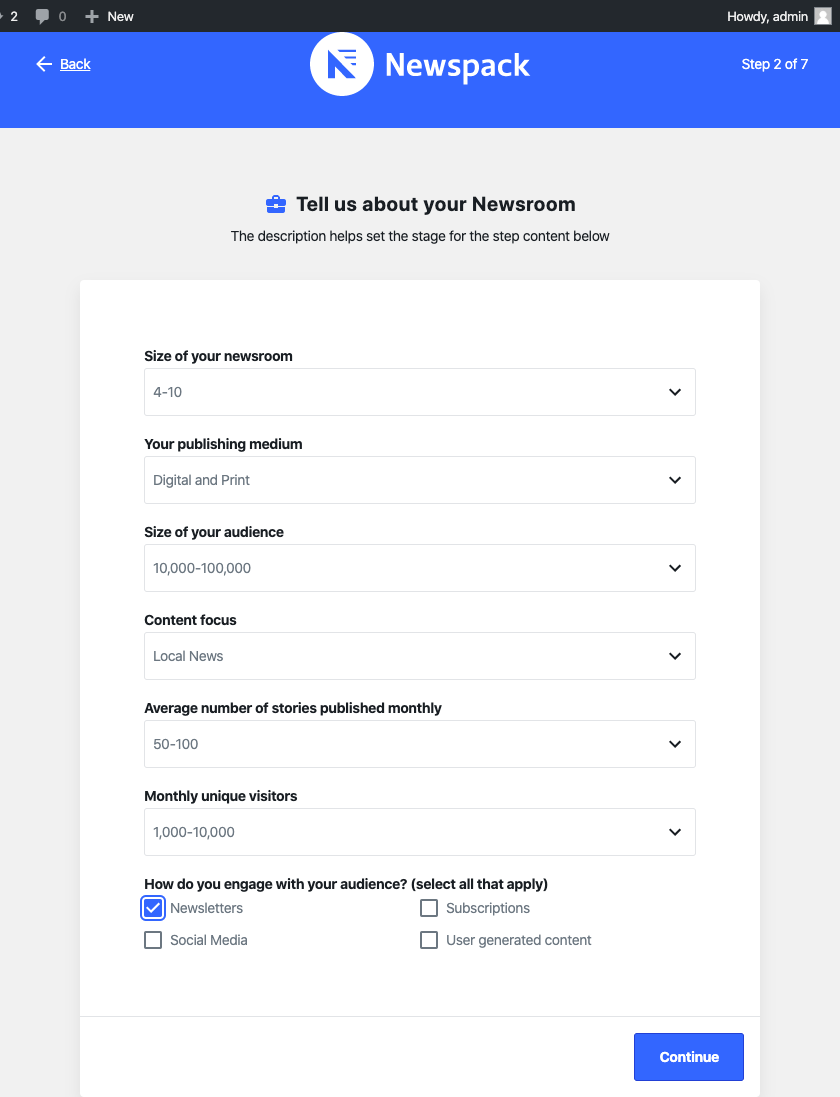 2 0 New Howdy, admin
Back Newspack Step 2 of 7
Tell us about your Newsroom
The description helps set the stage for the step content below
Size of your newsroom
4-10
Your publishing medium
Digital and Print
Size of your audience
10,000-100,000
Content focus
Local News
Average number of stories published monthly
50-100
Monthly unique visitors
1,000-10,000
How do you engage with your audience? (select all that apply)
Newsletters Subscriptions
Social Media User generated content
Continue